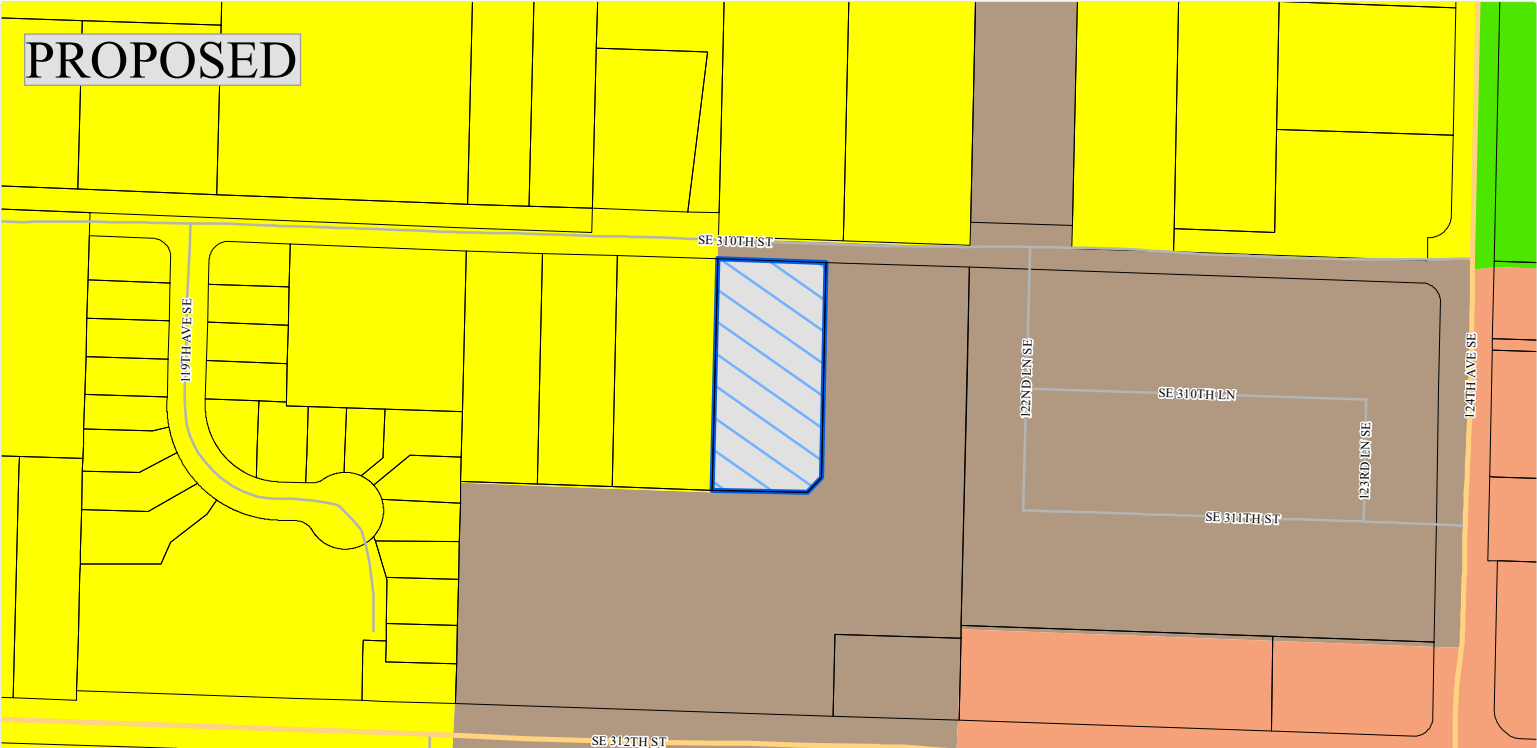 PROPOSED
SE 310TH ST
119TH AVE SE
122ND LN SE
SE 310TH LN
124TH AVE SE
123RD LN SE
SE 311TH ST
SE 312TH ST